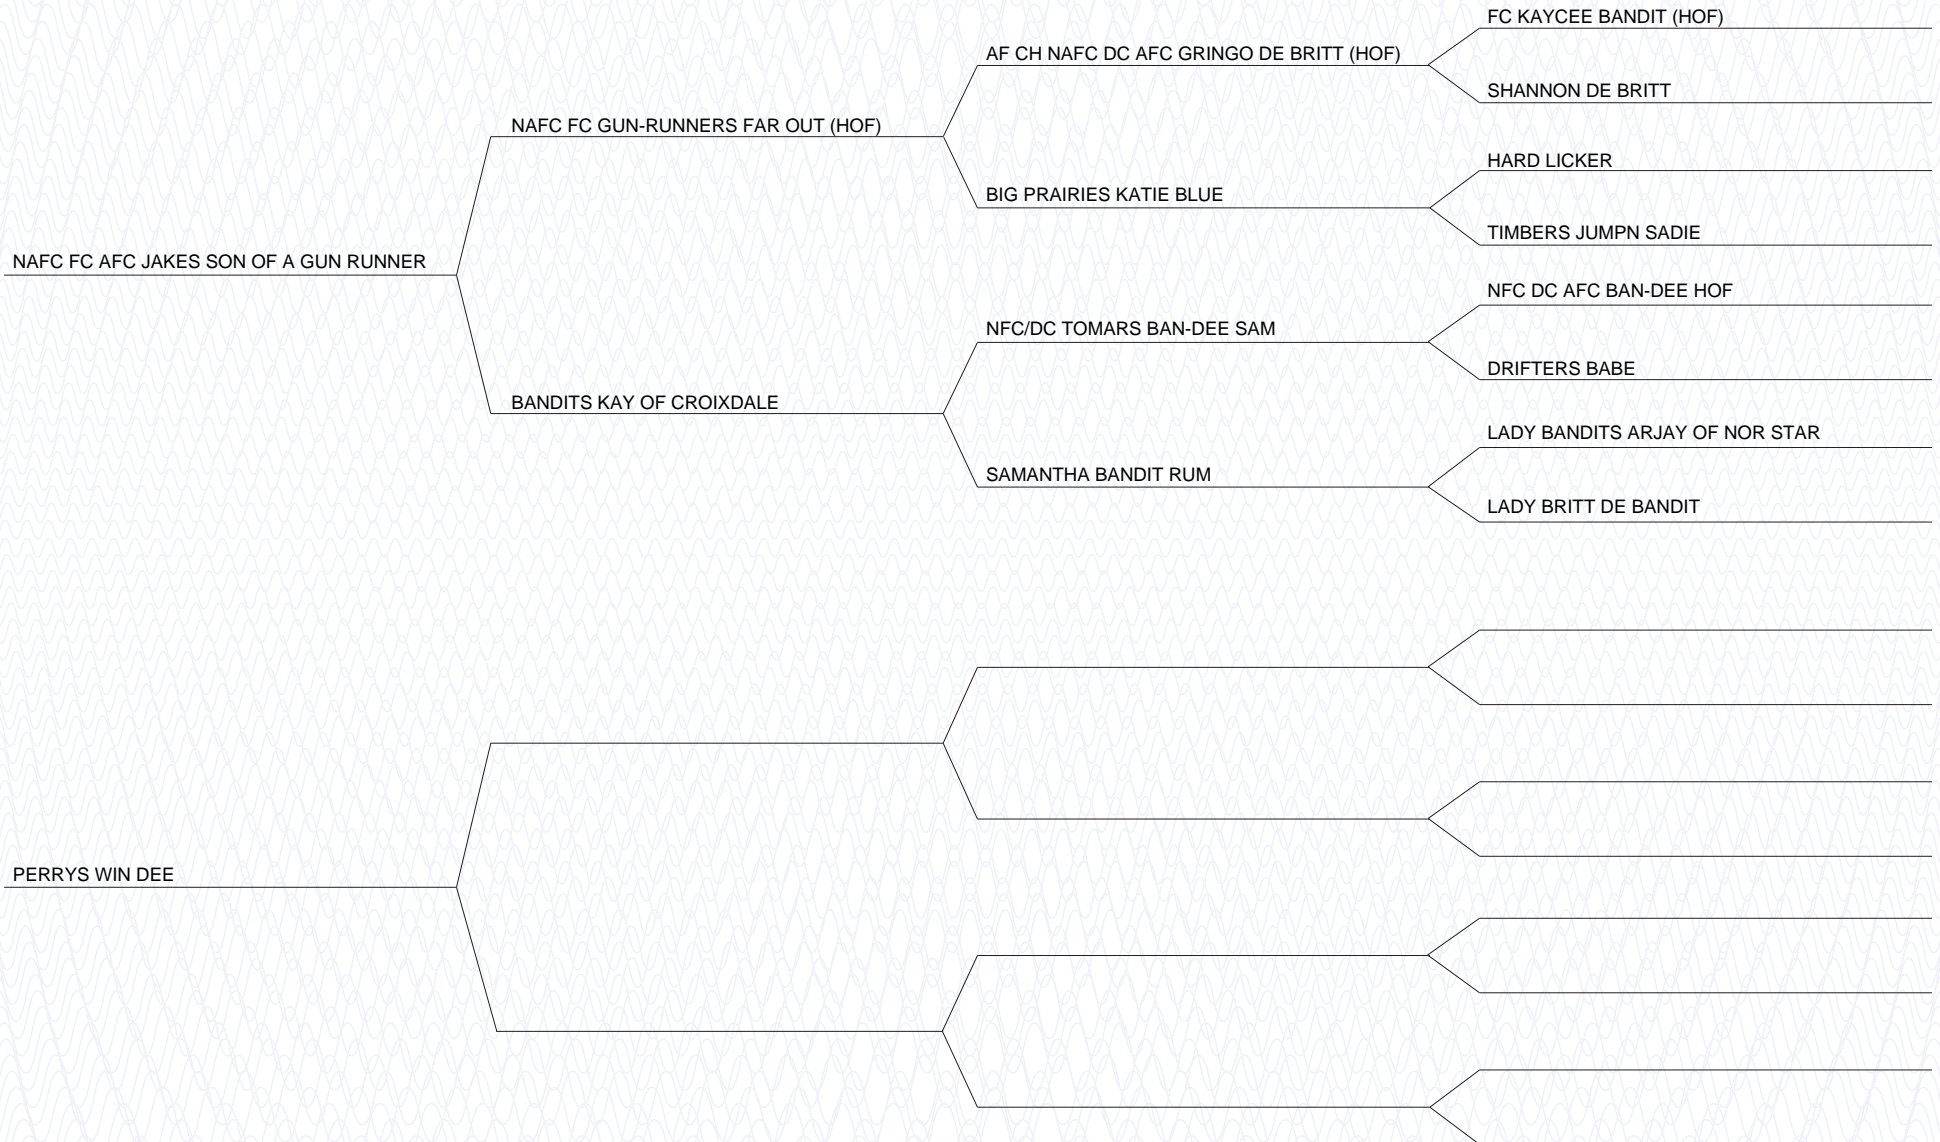 FC KAYCEE BANDIT (HOF)
AF CH NAFC DC AFC GRINGO DE BRITT (HOF)
SHANNON DE BRITT
NAFC FC GUN-RUNNERS FAR OUT (HOF)
HARD LICKER
BIG PRAIRIES KATIE BLUE
TIMBERS JUMPN SADIE
NAFC FC AFC JAKES SON OF A GUN RUNNER
NFC DC AFC BAN-DEE HOF
NFC/DC TOMARS BAN-DEE SAM
DRIFTERS BABE
BANDITS KAY OF CROIXDALE
LADY BANDITS ARJAY OF NOR STAR
SAMANTHA BANDIT RUM
LADY BRITT DE BANDIT
PERRYS WIN DEE